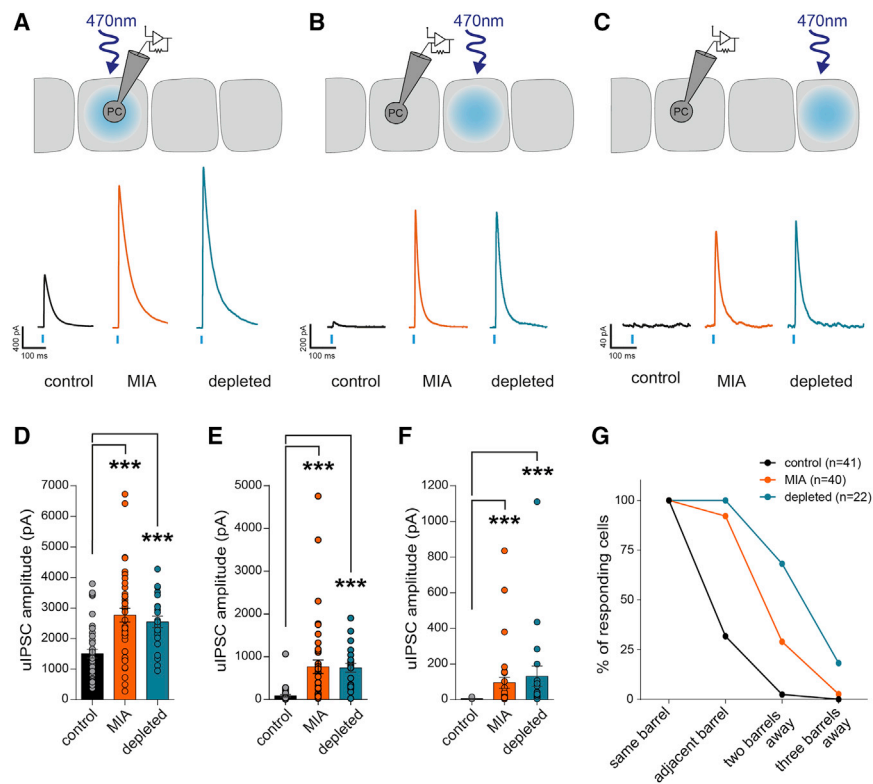 A
470nm
PC
400 pA
100 ms
control
MIA
depleted
B
470nm
PC
200 pA
100 ms
control
MIA
depleted
C
470nm
PC
40 pA
100 ms
control
MIA
depleted
D
***
***
7000
6000
5000
4000
3000
2000
1000
0
uIPSC amplitude (pA)
control
MIA
depleted
E
***
***
5000
4000
3000
2000
1000
0
uIPSC amplitude (pA)
control
MIA
depleted
F
***
***
1200
1000
800
600
400
200
0
uIPSC amplitude (pA)
control
MIA
depleted
G
control (n=41)
MIA (n=40)
depleted (n=22)
100
75
50
25
0
% of responding cells
same barrel
adjacent barrel
two barrels
away
three barrels
away